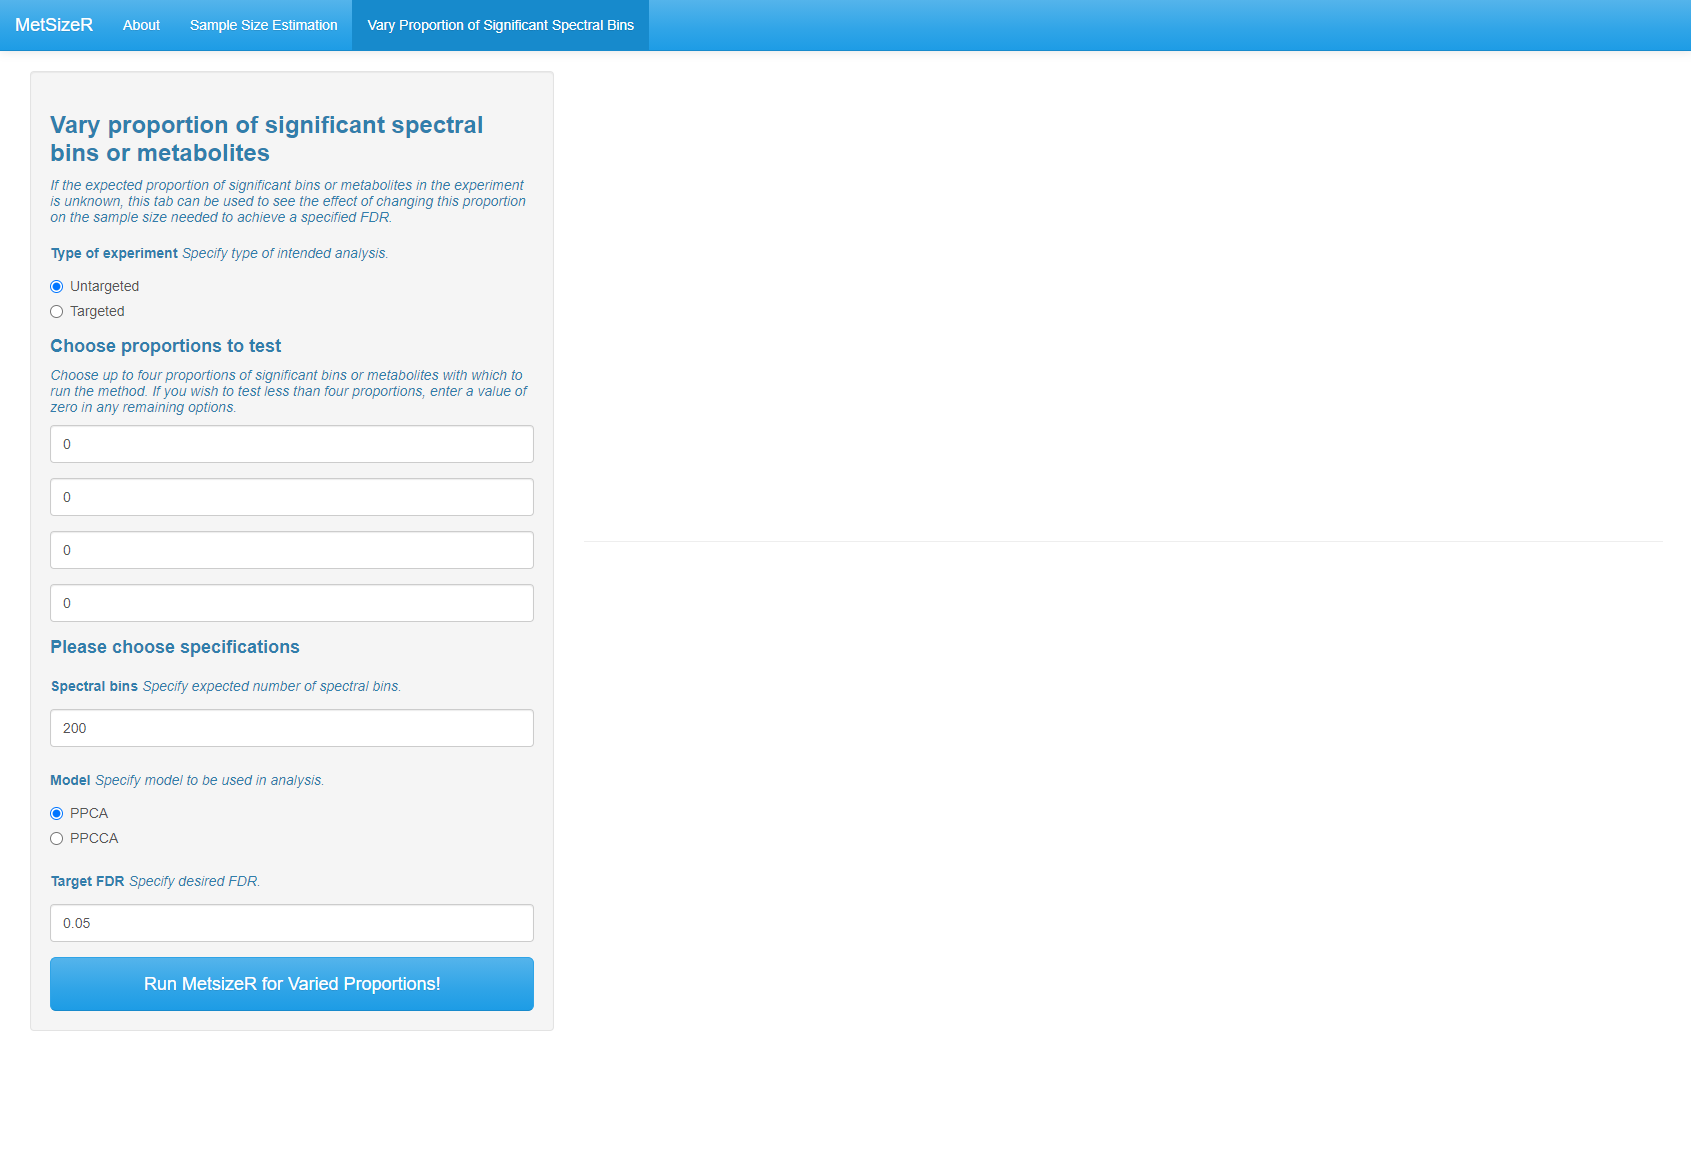 MetSizeR About Sample Size Estimation Vary Proportion of Significant Spectral Bins
Vary proportion of significant spectral
bins or metabolites
If the expected proportion of significant bins or metabolites in the experiment
is unknown, this tab can be used to see the effect of changing this proportion
on the sample size needed to achieve a specified FDR.
Type of experiment Specify type of intended analysis.
Untargeted
Targeted
Choose proportions to test
Choose up to four proportions of significant bins or metabolites with which to
run the method. If you wish to test less than four proportions, enter a value of
zero in any remaining options.
0
0
0
0
Please choose specifications
Spectral bins Specify expected number of spectral bins.
200
Model Specify model to be used in analysis.
PPCA
PPCCA
Target FDR Specify desired FDR.
0.05
Run MetsizeR for Varied Proportions!